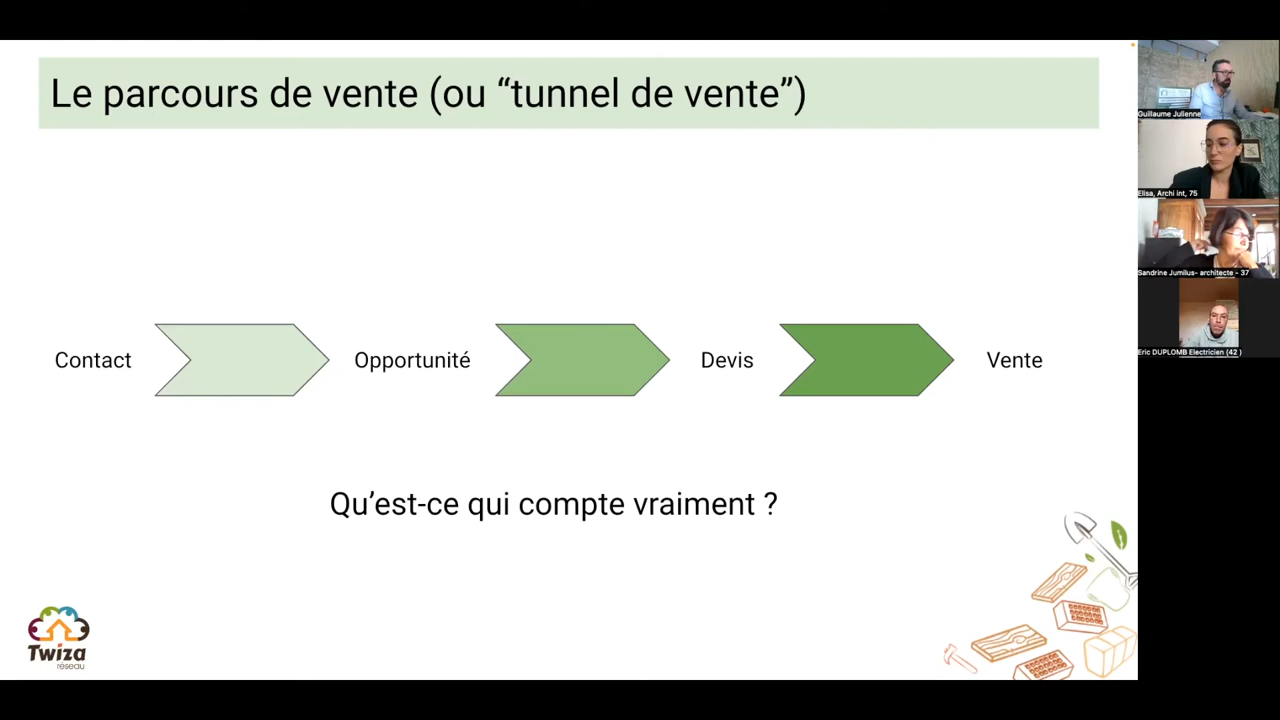 Le parcours de vente (ou “tunnel de vente”)
Contact
Opportunité
Devis
Vente
Qu’est-ce qui compte vraiment ?
Twiza
réseau
Guillaume Julienne
Elisa, Archi int, 75
Sandrine Jumilus- architecte - 37
Eric DUPLOMB Electricien (42 )